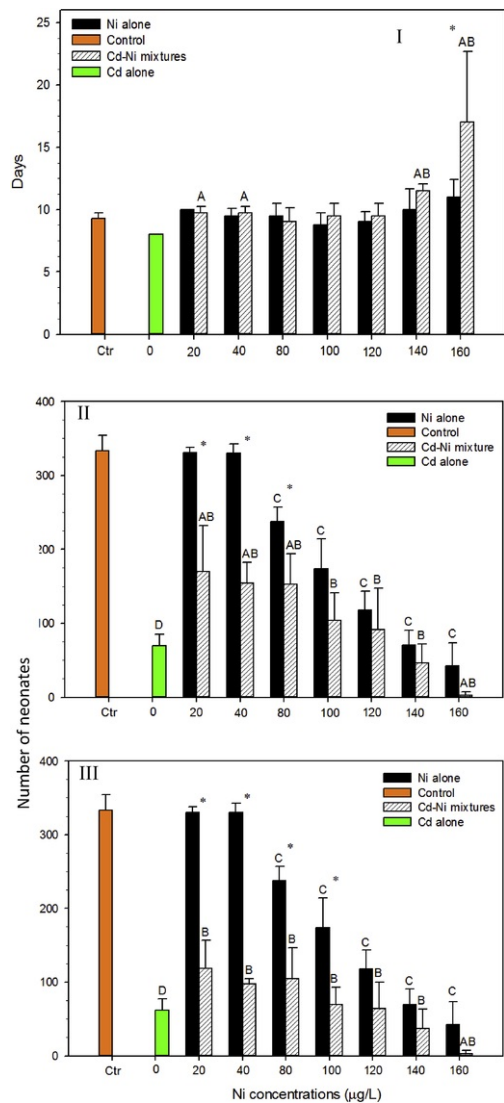 25
20
15
10
5
0
Days
Ni alone
Control
Cd-Ni mixtures
Cd alone
I
*
AB
AB
A
A
Ctr 0 20 40 80 100 120 140 160
400
300
200
100
0
II
Ni alone
Control
Cd-Ni mixture
Cd alone
* * *
AB AB AB
C C C C C
B B B
D
AB
Ctr 0 20 40 80 100 120 140 160
Number of neonates
400
300
200
100
0
III
Ni alone
Control
Cd-Ni mixtures
Cd alone
* * * *
C C C C C
B B B B B B
D
AB
Ctr 0 20 40 80 100 120 140 160
Ni concentrations (µg/L)